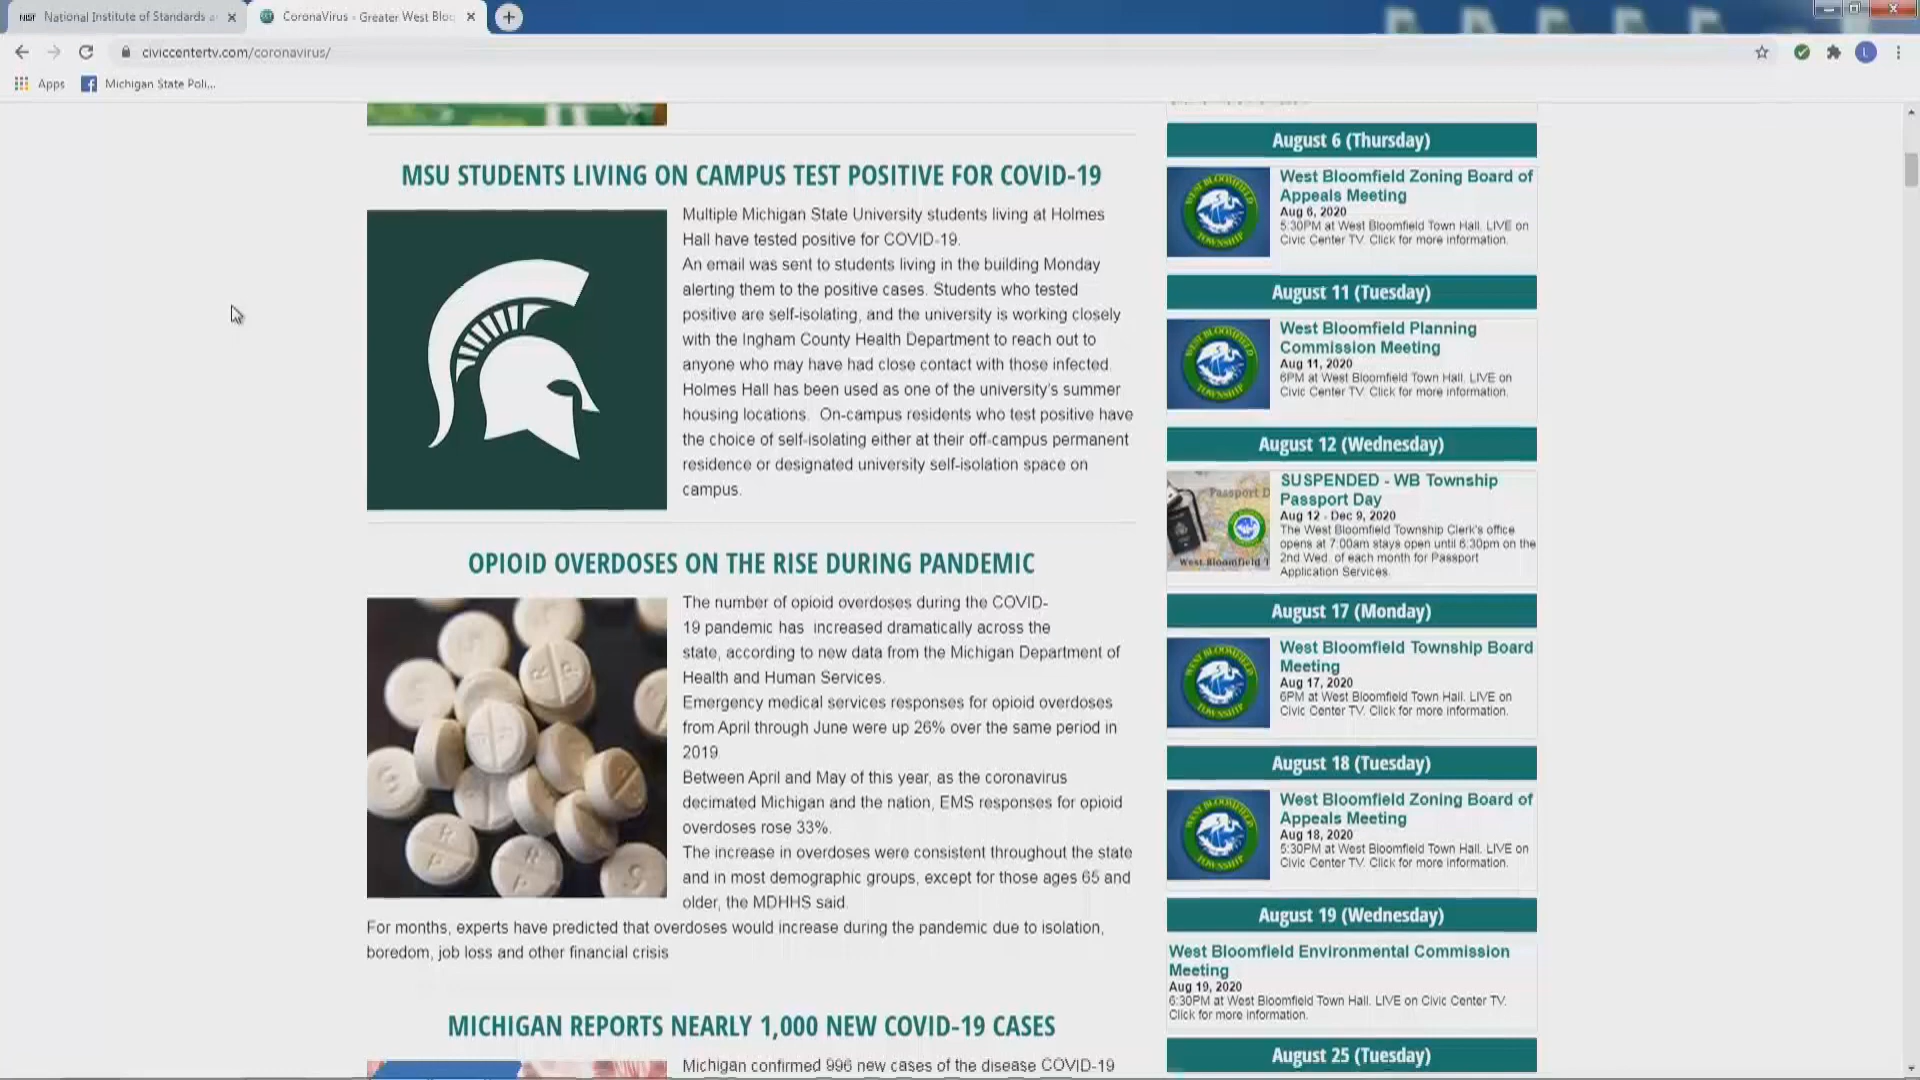 National Institute of Standards a
CoronaVirus - Greater West Bloo
civiccentertv.com/coronavirus/
L
Apps
Michigan State Poli...
MSU STUDENTS LIVING ON CAMPUS TEST POSITIVE FOR COVID-19
Multiple Michigan State University students living at Holmes
Hall have tested positive for COVID-19.
An email was sent to students living in the building Monday
alerting them to the positive cases. Students who tested
positive are self-isolating, and the university is working closely
with the Ingham County Health Department to reach out to
anyone who may have had close contact with those infected.
Holmes Hall has been used as one of the university's summer
housing locations.  On-campus residents who test positive have
the choice of self-isolating either at their off-campus permanent
residence or designated university self-isolation space on
campus.
OPIOID OVERDOSES ON THE RISE DURING PANDEMIC
The number of opioid overdoses during the COVID-
19 pandemic has  increased dramatically across the
state, according to new data from the Michigan Department of
Health and Human Services.
Emergency medical services responses for opioid overdoses
from April through June were up 26% over the same period in
2019
Between April and May of this year, as the coronavirus
decimated Michigan and the nation, EMS responses for opioid
overdoses rose 33%.
The increase in overdoses were consistent throughout the state
and in most demographic groups, except for those ages 65 and
older, the MDHHS said.
For months, experts have predicted that overdoses would increase during the pandemic due to isolation,
boredom, job loss and other financial crisis
MICHIGAN REPORTS NEARLY 1,000 NEW COVID-19 CASES
Michigan confirmed 996 new cases of the disease COVID-19
August 6 (Thursday)
West Bloomfield Zoning Board of
Appeals Meeting
Aug 6, 2020
5:30PM at West Bloomfield Town Hall. LIVE on
Civic Center TV. Click for more information.
August 11 (Tuesday)
West Bloomfield Planning
Commission Meeting
Aug 11, 2020
6PM at West Bloomfield Town Hall. LIVE on
Civic Center TV. Click for more information.
August 12 (Wednesday)
SUSPENDED - WB Township
Passport Day
Aug 12 - Dec 9, 2020
The West Bloomfield Township Clerk's office
opens at 7:00am stays open until 6:30pm on the
2nd Wed. of each month for Passport
Application Services.
August 17 (Monday)
West Bloomfield Township Board
Meeting
Aug 17, 2020
6PM at West Bloomfield Town Hall. LIVE on
Civic Center TV. Click for more information.
August 18 (Tuesday)
West Bloomfield Zoning Board of
Appeals Meeting
Aug 18, 2020
5:30PM at West Bloomfield Town Hall. LIVE on
Civic Center TV. Click for more information.
August 19 (Wednesday)
West Bloomfield Environmental Commission
Meeting
Aug 19, 2020
6:30PM at West Bloomfield Town Hall. LIVE on Civic Center TV.
Click for more information.
August 25 (Tuesday)